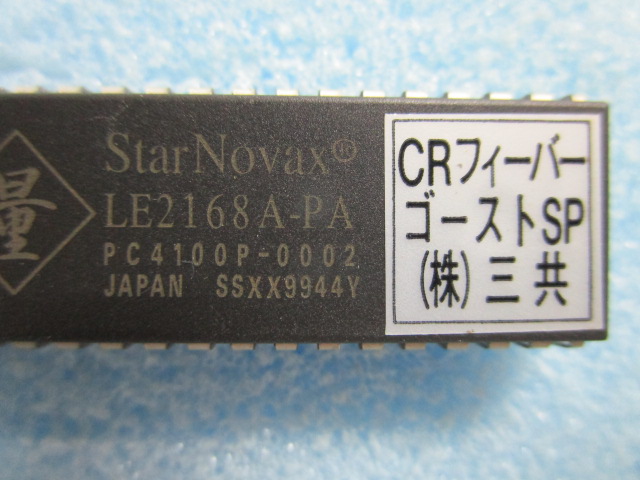 量
StarNovax®
LE2168A-PA
PC4100P-0002
JAPAN SSXX9944Y
CRフィーバー
ゴーストSP
(株)三共